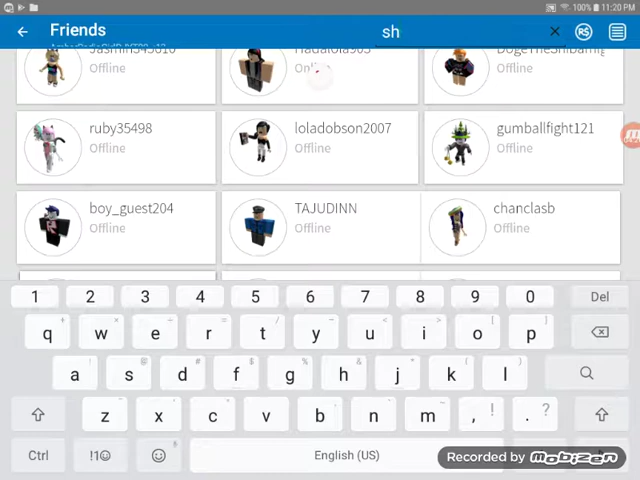 100% 11:20 PM
Friends
sh
Offline
Offline
ruby35498
Offline
loladobson2007
Offline
gumballfight121
Offline
boy_guest204
Offline
TAJUDINN
Offline
chanclasb
Offline
1 2 3 4 5 6 7 8 9 0 Del
q w e r t y u i o p
a s d f g h j k l
z x c v b n m , ! . ?
Ctrl !1☺ English (US)
Recorded by Mobizen